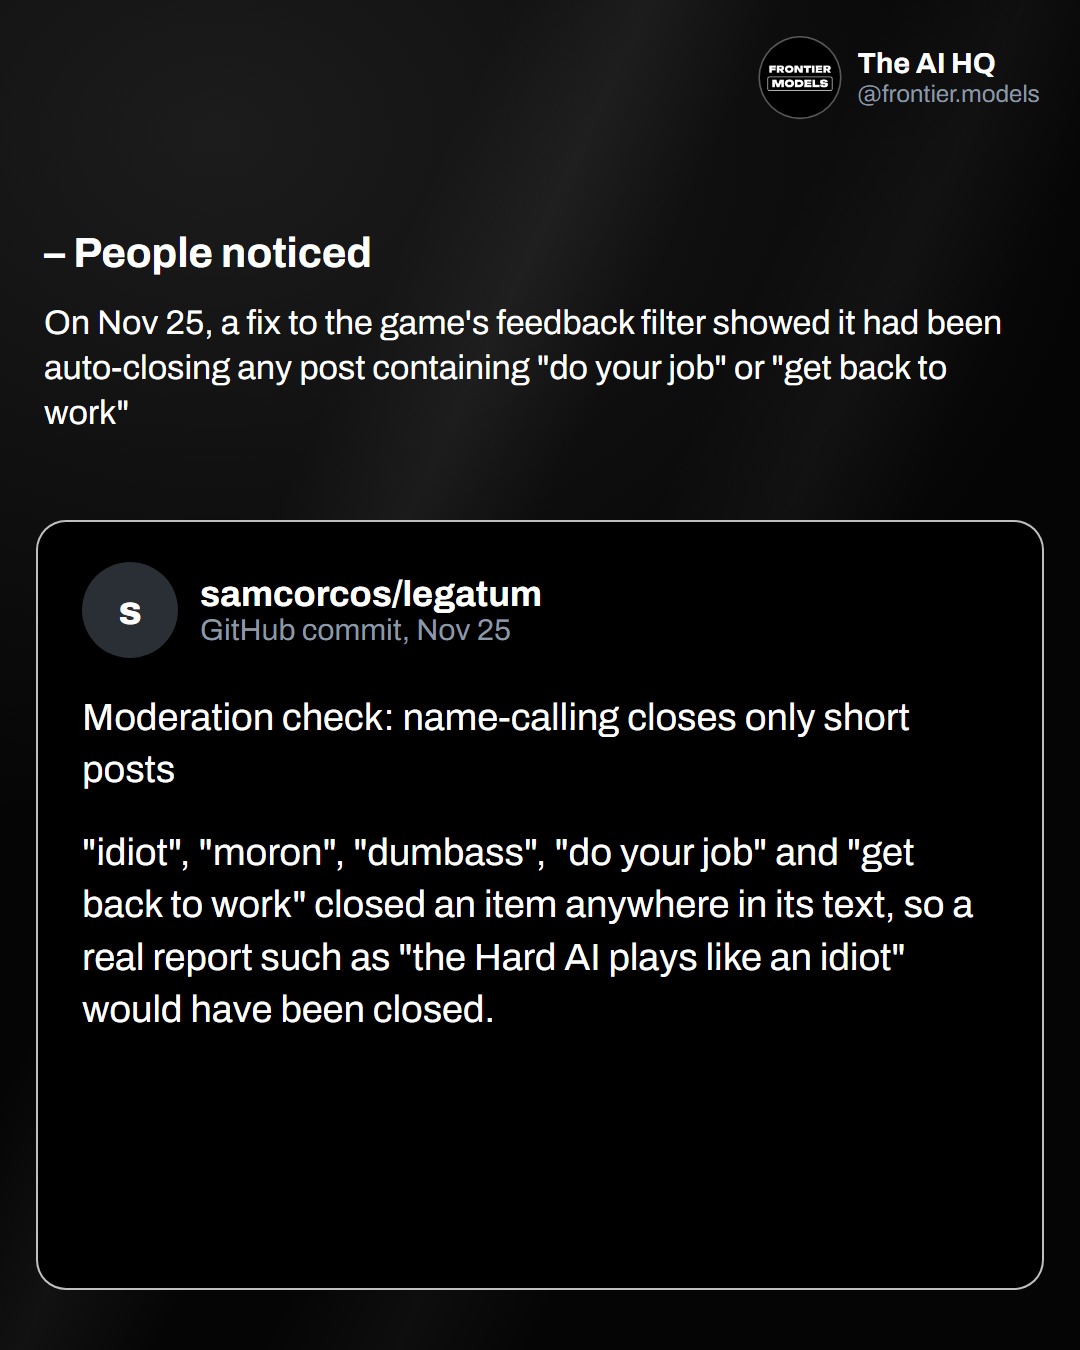 FRONTIER
MODELS
The AI HQ
@frontier.models
– People noticed
On Nov 25, a fix to the game's feedback filter showed it had been
auto-closing any post containing "do your job" or "get back to
work"
s
samcorcos/legatum
GitHub commit, Nov 25
Moderation check: name-calling closes only short
posts
"idiot", "moron", "dumbass", "do your job" and "get
back to work" closed an item anywhere in its text, so a
real report such as "the Hard AI plays like an idiot"
would have been closed.